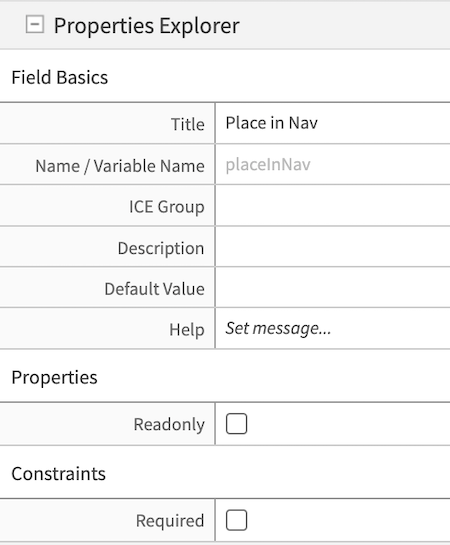 Properties Explorer
Field Basics
Title Place in Nav
Name / Variable Name placeInNav
ICE Group
Description
Default Value
Help Set message...
Properties
Readonly
Constraints
Required